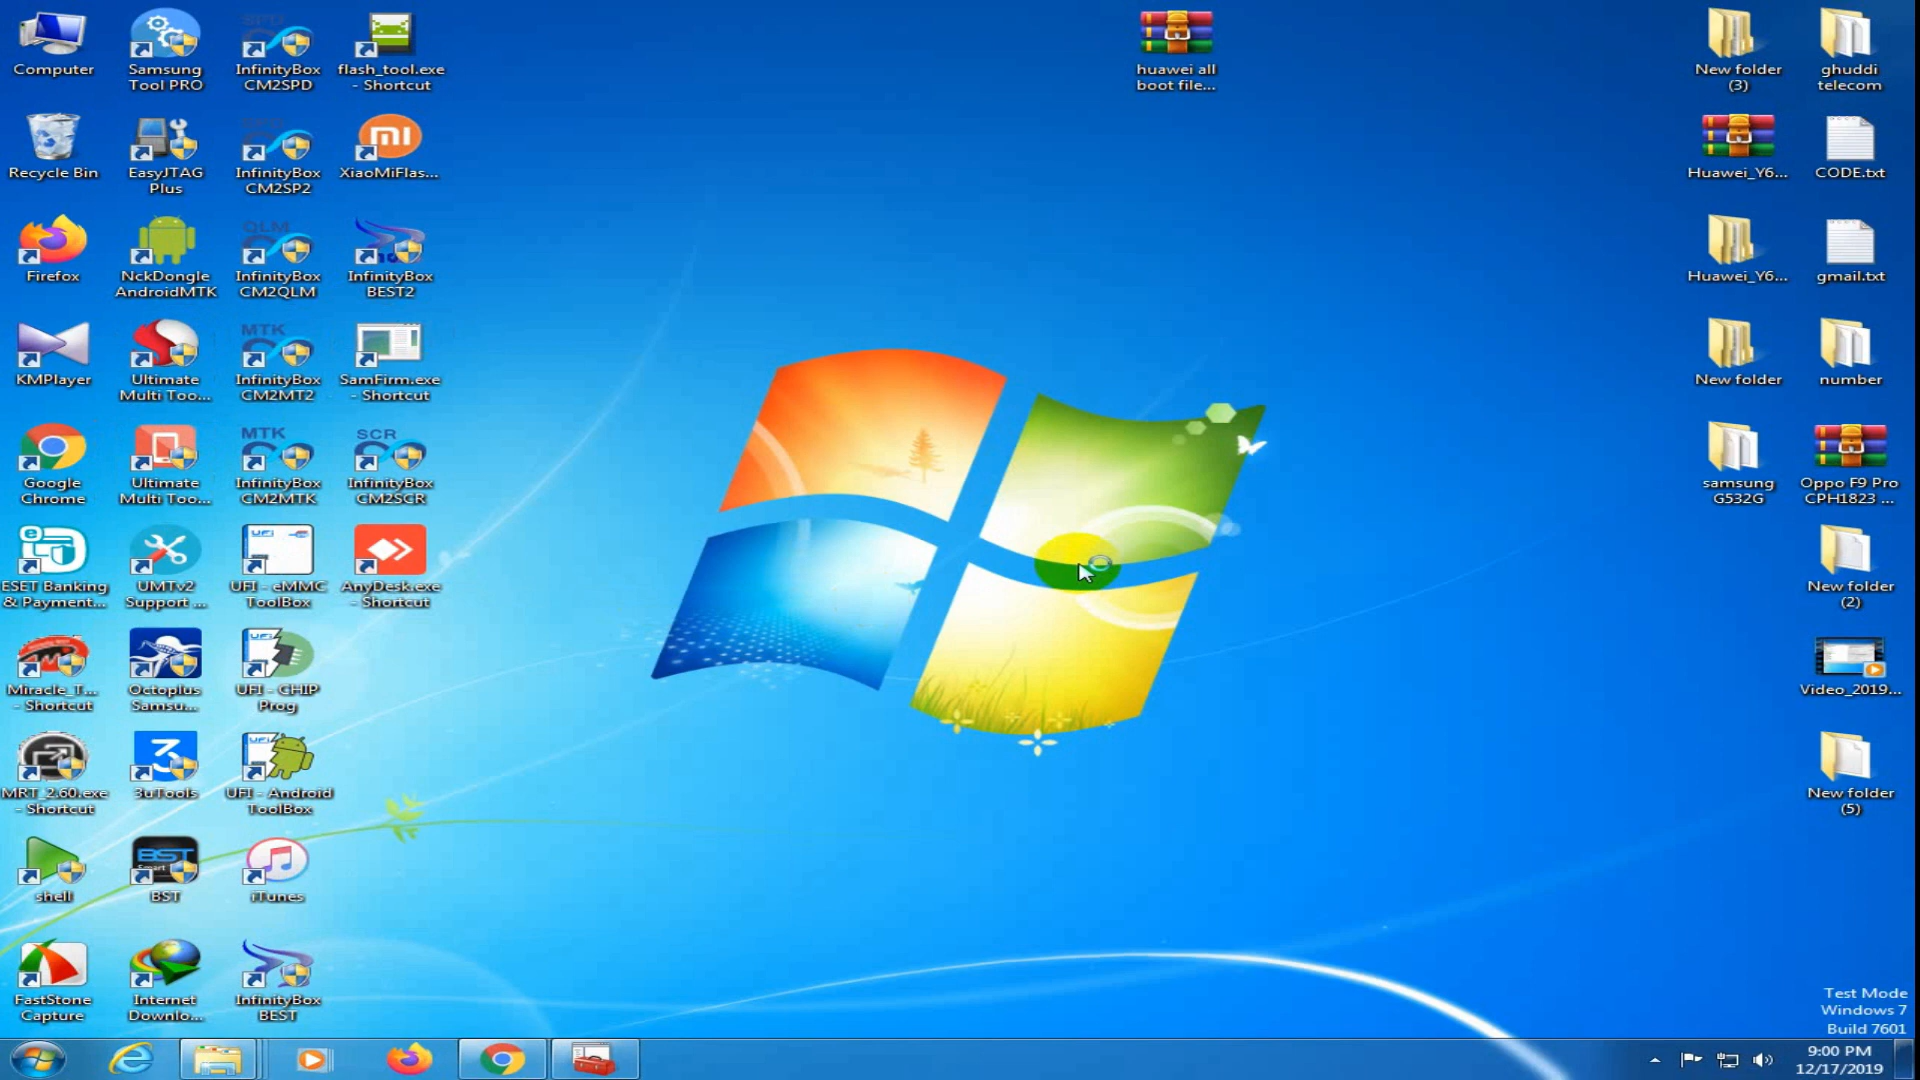 Computer
Samsung
Tool PRO
InfinityBox
CM2SPD
flash_tool.exe
- Shortcut
huawei all
boot file...
New folder
(3)
ghuddi
telecom
Recycle Bin
EasyJTAG
Plus
InfinityBox
CM2SP2
XiaoMiFlas...
Huawei_Y6...
CODE.txt
Firefox
NckDongle
AndroidMTK
QLM
InfinityBox
CM2QLM
InfinityBox
BEST2
Huawei_Y6...
gmail.txt
KMPlayer
Ultimate
Multi Too...
MTK
InfinityBox
CM2MT2
SamFirm.exe
- Shortcut
New folder
number
Google
Chrome
Ultimate
Multi Too...
MTK
InfinityBox
CM2MTK
SCR
InfinityBox
CM2SCR
samsung
G532G
Oppo F9 Pro
CPH1823 ...
ESET Banking
& Payment...
UMTv2
Support ...
UFi
UFI - eMMC
ToolBox
AnyDesk.exe
- Shortcut
New folder
(2)
Miracle_T...
- Shortcut
Octoplus
Samsu...
UFi
UFI - CHIP
Prog
Video_2019...
MRT_2.60.exe
- Shortcut
3uTools
UFi
UFI - Android
ToolBox
New folder
(5)
shell
BST
BST
iTunes
FastStone
Capture
Internet
Downlo...
InfinityBox
BEST
Test Mode
Windows 7
Build 7601
9:00 PM
12/17/2019